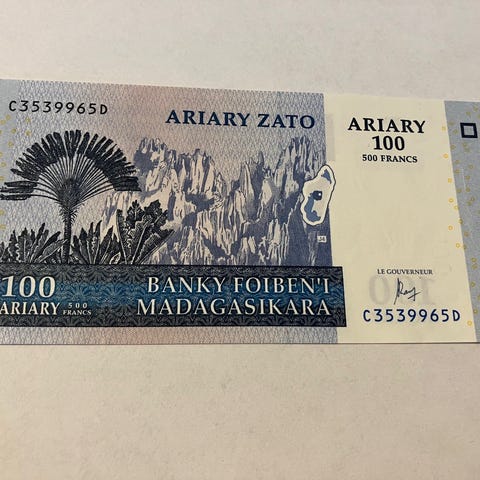 C3539965D
ARIARY ZATO
ARIARY
100
500 FRANCS
LE GOUVERNEUR
100
ARIARY
500
FRANCS
BANKY FOIBEN'I
MADAGASIKARA
C3539965D